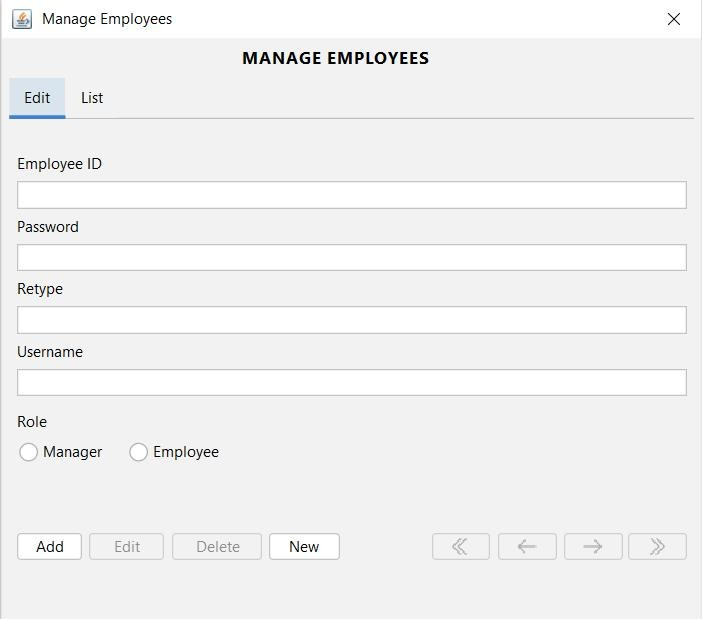 Manage Employees
MANAGE EMPLOYEES
Edit List
Employee ID
Password
Retype
Username
Role
Manager Employee
Add Edit Delete New